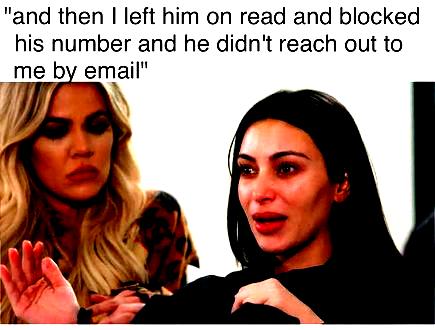 "and then I left him on read and blocked
his number and he didn't reach out to
me by email"